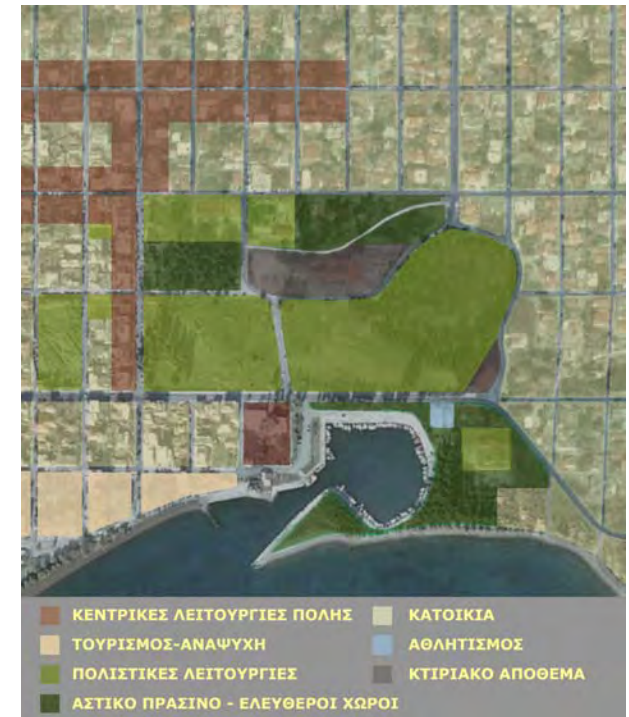 ΚΕΝΤΡΙΚΕΣ ΛΕΙΤΟΥΡΓΙΕΣ ΠΟΛΗΣ
ΚΑΤΟΙΚΙΑ
ΤΟΥΡΙΣΜΟΣ-ΑΝΑΨΥΧΗ
ΑΘΛΗΤΙΣΜΟΣ
ΠΟΛΙΣΤΙΚΕΣ ΛΕΙΤΟΥΡΓΙΕΣ
ΚΤΙΡΙΑΚΟ ΑΠΟΘΕΜΑ
ΑΣΤΙΚΟ ΠΡΑΣΙΝΟ - ΕΛΕΥΘΕΡΟΙ ΧΩΡΟΙ